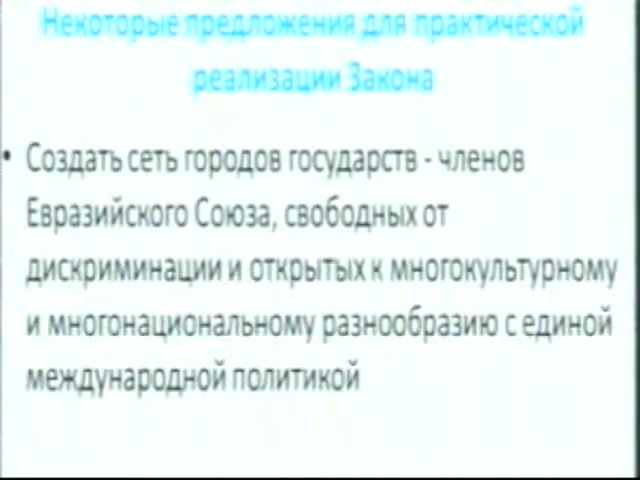 Некоторые предложения для практической
реализации Закона
• Создать сеть городов государств - членов
Евразийского Союза, свободных от
дискриминации и открытых к многокультурному
и многонациональному разнообразию с единой
международной политикой